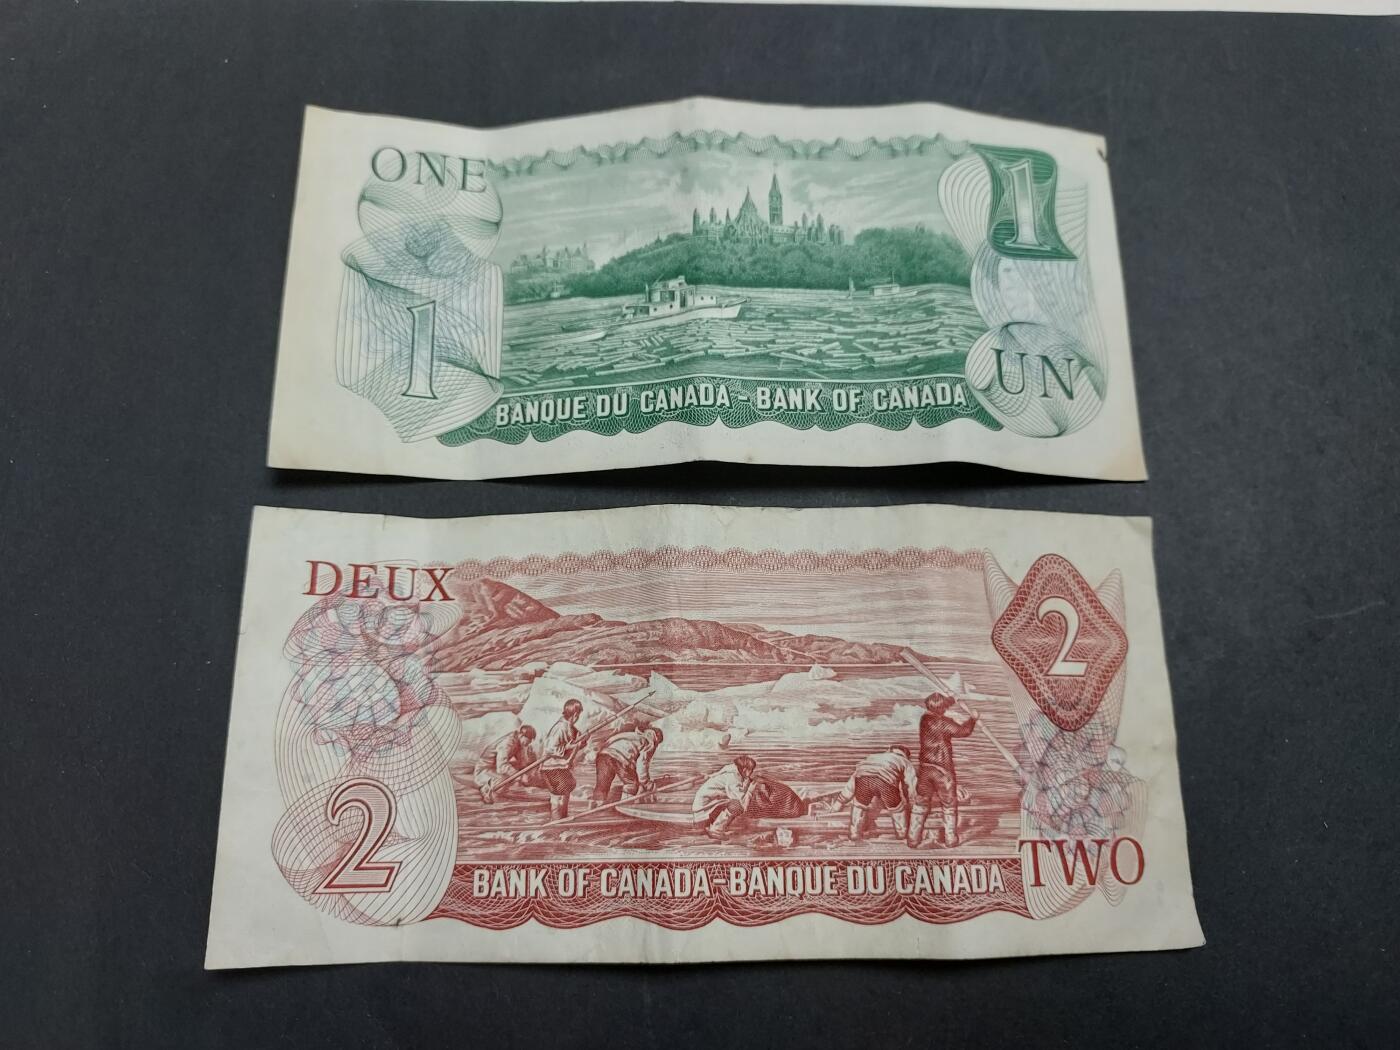 ONE
1
1
UN
BANQUE DU CANADA - BANK OF CANADA
DEUX
2
2
TWO
BANK OF CANADA-BANQUE DU CANADA